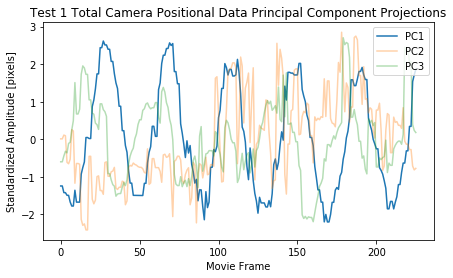 Test 1 Total Camera Positional Data Principal Component Projections
3
2
1
0
−1
−2
Standardized Amplitude [pixels]
PC1
PC2
PC3
0
50
100
150
200
Movie Frame